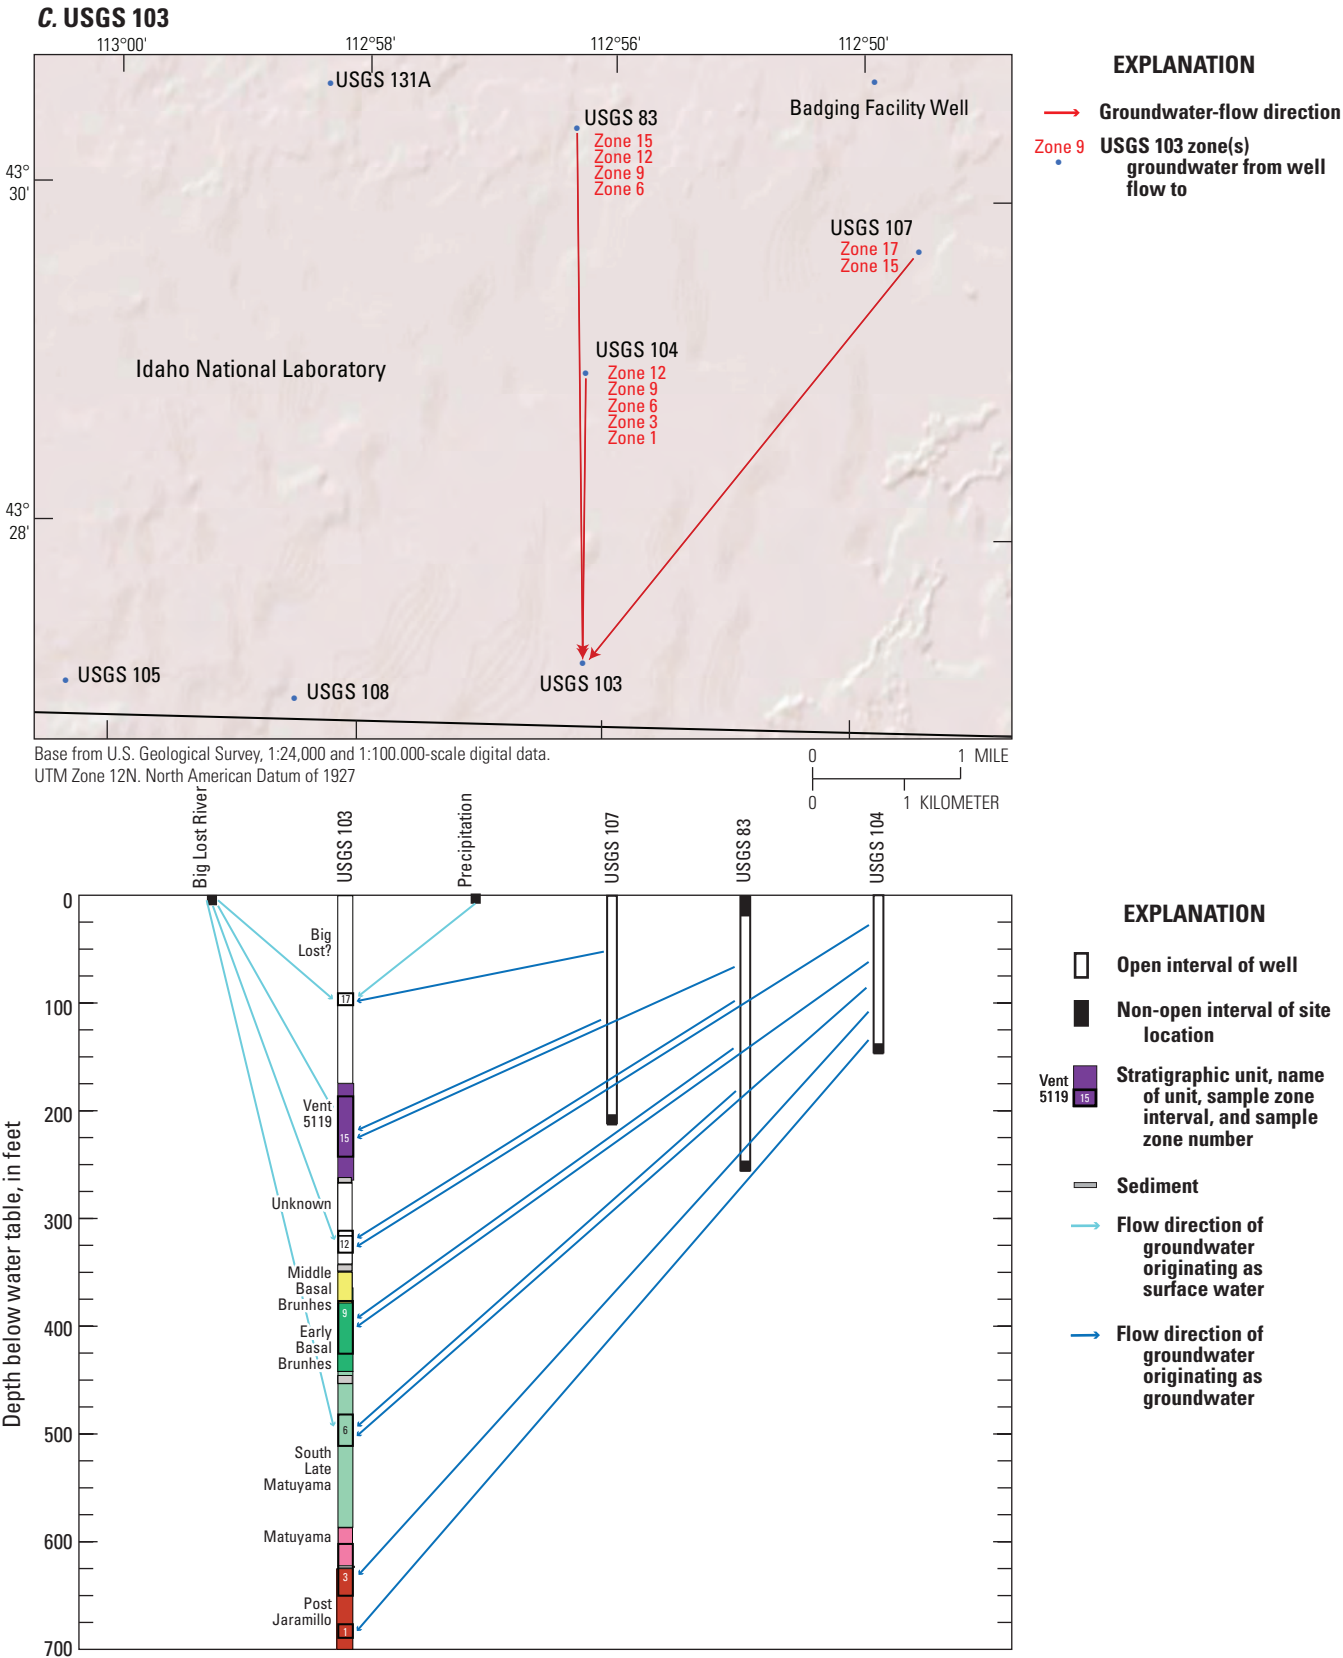 C. USGS 103
113°00'
112°58'
112°56'
112°50'
USGS 131A
Badging Facility Well
USGS 83
Zone 15
Zone 12
Zone 9
Zone 6
43°
30'
USGS 107
Zone 17
Zone 15
USGS 104
Zone 12
Zone 9
Zone 6
Zone 3
Zone 1
Idaho National Laboratory
43°
28'
USGS 105
USGS 108
USGS 103
EXPLANATION
Groundwater-flow direction
Zone 9
USGS 103 zone(s)
groundwater from well
flow to
Base from U.S. Geological Survey, 1:24,000 and 1:100.000-scale digital data.
UTM Zone 12N. North American Datum of 1927
0
1 MILE
0
1 KILOMETER
Big Lost River
USGS 103
Precipitation
USGS 107
USGS 83
USGS 104
Depth below water table, in feet
0
100
200
300
400
500
600
700
Big
Lost?
17
Vent
5119
15
Unknown
12
Middle
Basal
Brunhes
9
Early
Basal
Brunhes
6
South
Late
Matuyama
Matuyama
3
Post
Jaramillo
1
EXPLANATION
Open interval of well
Non-open interval of site
location
Vent
5119
15
Stratigraphic unit, name
of unit, sample zone
interval, and sample
zone number
Sediment
Flow direction of
groundwater
originating as
surface water
Flow direction of
groundwater
originating as
groundwater